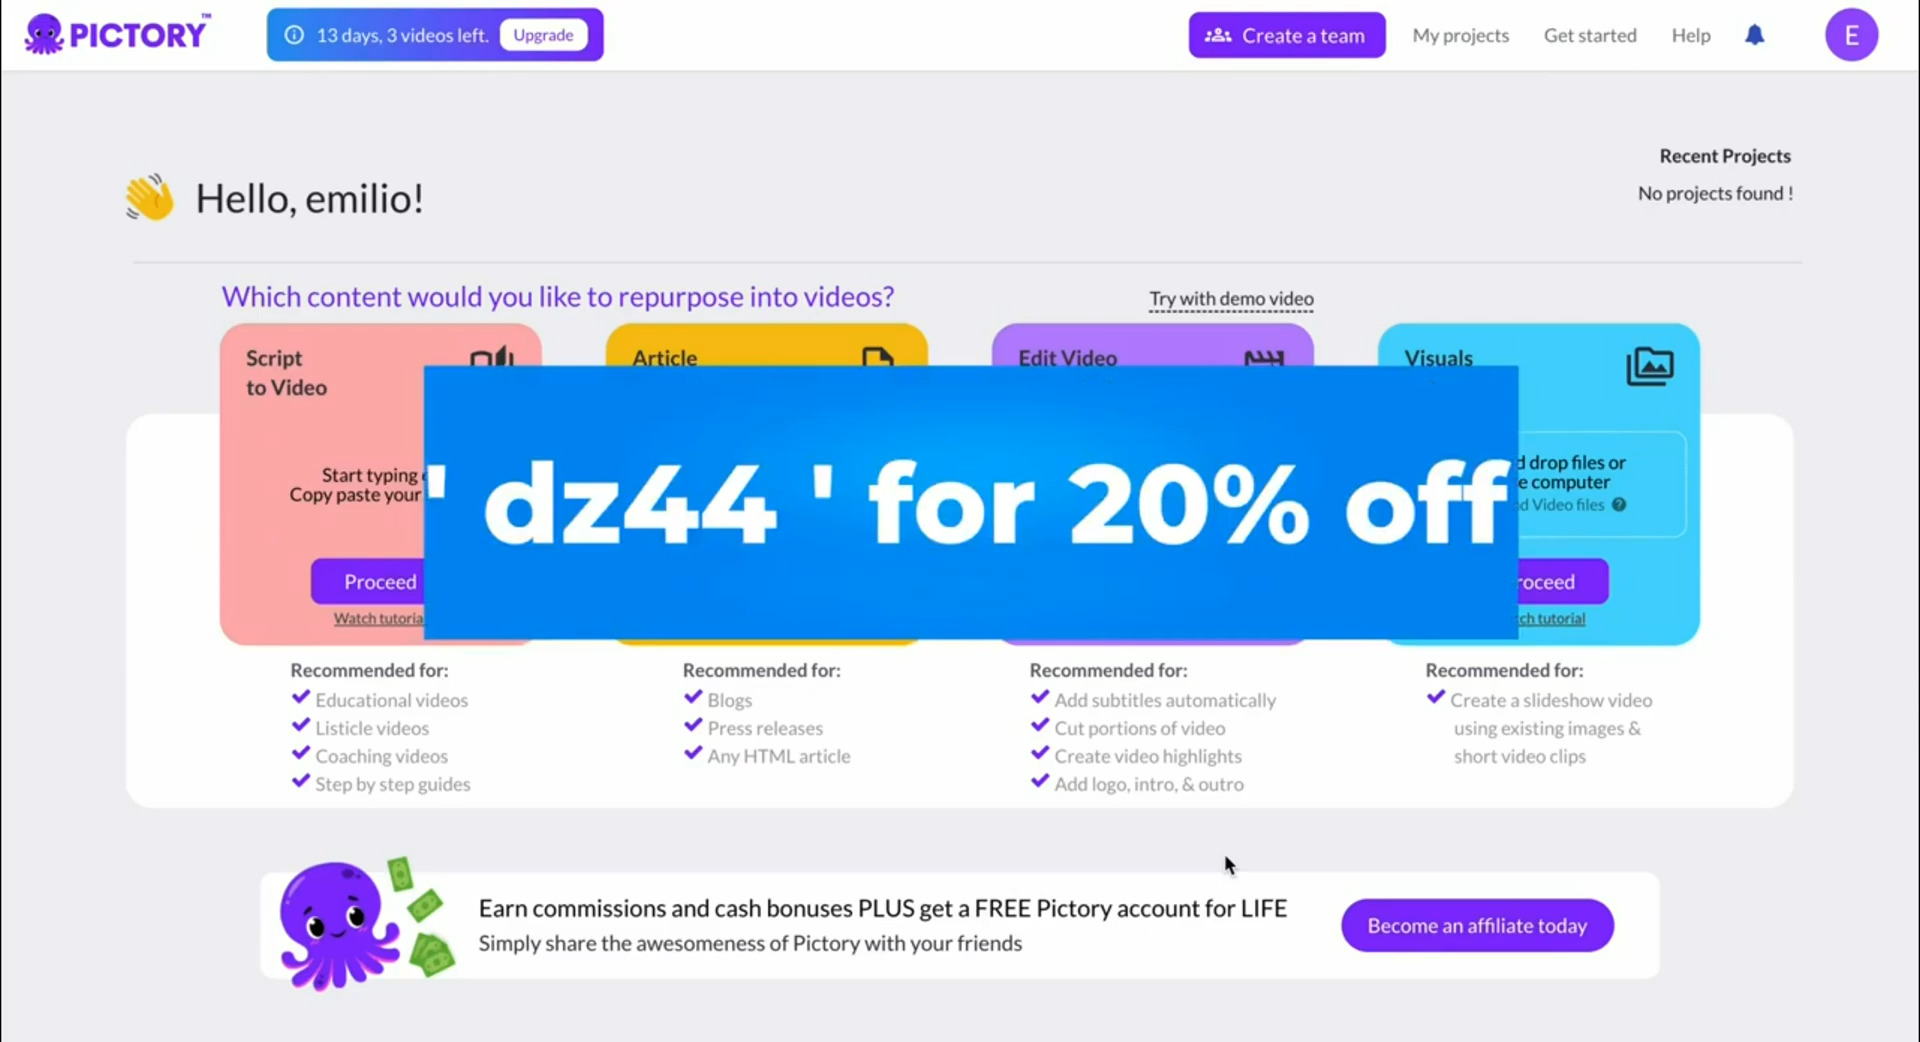 PICTORY™
13 days, 3 videos left.
Upgrade
Create a team
My projects
Get started
Help
E
Recent Projects
No projects found !
Hello, emilio!
Which content would you like to repurpose into videos?
Try with demo video
Script
to Video
Start typing
Copy paste your
Proceed
Watch
Article
Edit Video
Visuals
drop files or
computer
Video files
tutorial
' dz44 ' for 20% off
Recommended for:
Educational videos
Listicle videos
Coaching videos
Step by step guides
Recommended for:
Blogs
Press releases
Any HTML article
Recommended for:
Add subtitles automatically
Cut portions of video
Create video highlights
Add logo, intro, & outro
Recommended for:
Create a slideshow video
using existing images &
short video clips
Earn commissions and cash bonuses PLUS get a FREE Pictory account for LIFE
Simply share the awesomeness of Pictory with your friends
Become an affiliate today